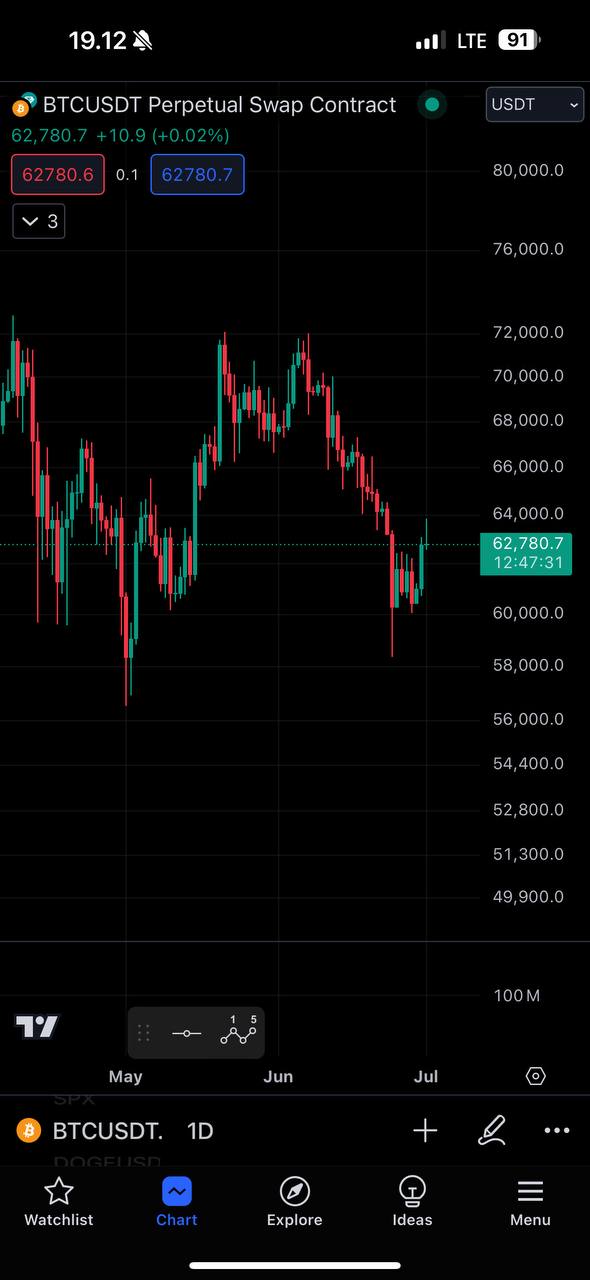 19.12
LTE 91
BTCUSDT Perpetual Swap Contract
USDT
62,780.7 +10.9 (+0.02%)
62780.6 0.1 62780.7
3
80,000.0
76,000.0
72,000.0
70,000.0
68,000.0
66,000.0
64,000.0
62,780.7
12:47:31
60,000.0
58,000.0
56,000.0
54,400.0
52,800.0
51,300.0
49,900.0
100 M
1 5
May Jun Jul
SPX
BTCUSDT. 1D
DOGEUSD
Watchlist Chart Explore Ideas Menu